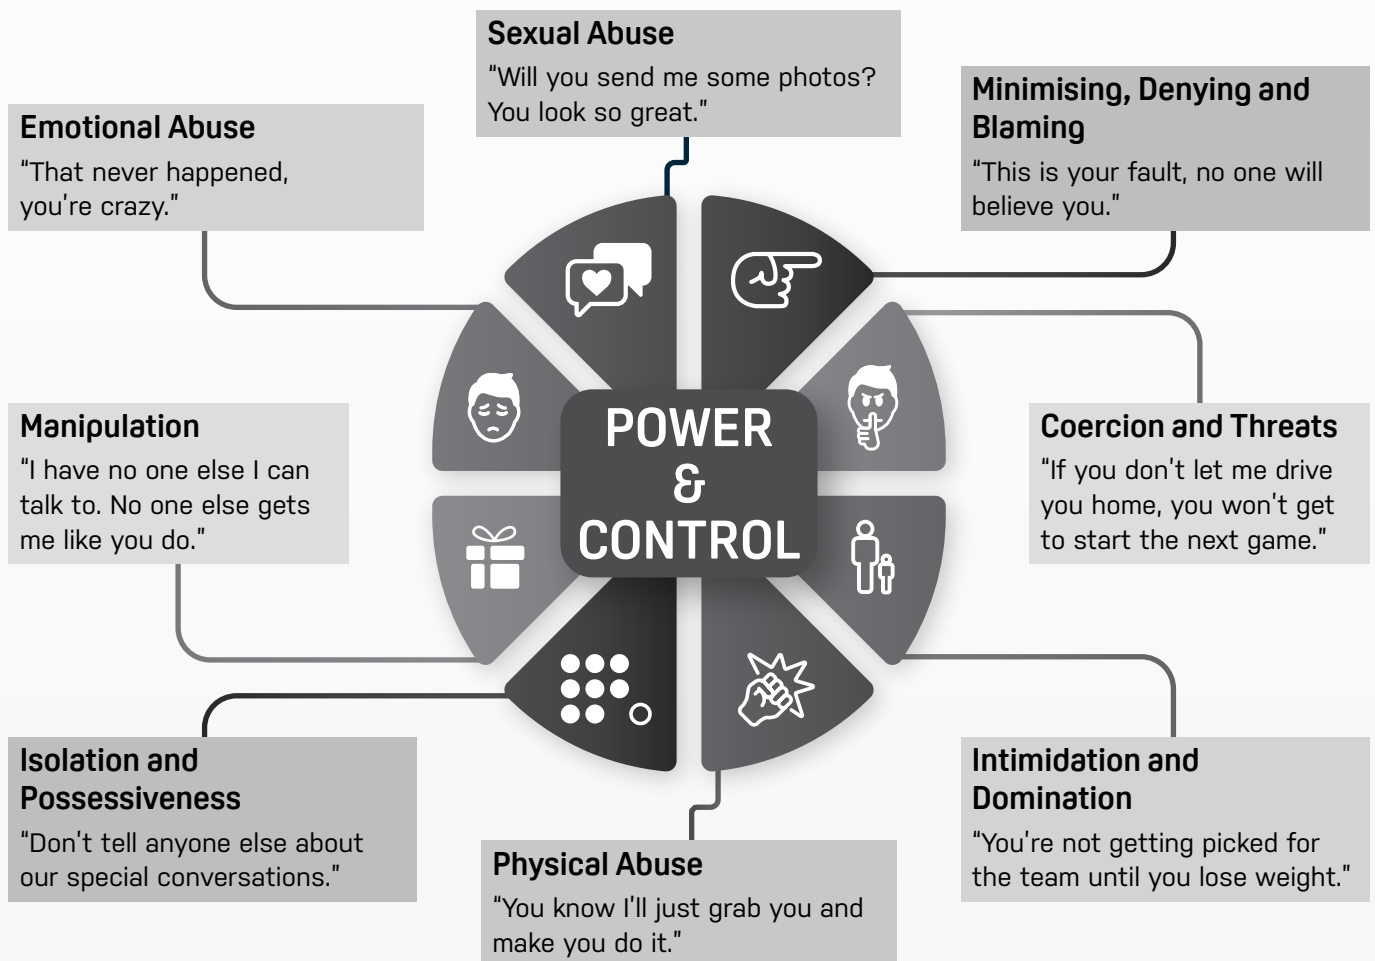 Sexual Abuse
“Will you send me some photos?
You look so great.”
Minimising, Denying and
Blaming
“This is your fault, no one will
believe you.”
Emotional Abuse
“That never happened,
you’re crazy.”
POWER
&
CONTROL
Manipulation
“I have no one else I can
talk to. No one else gets
me like you do.”
Coercion and Threats
“If you don’t let me drive
you home, you won’t get
to start the next game.”
Isolation and
Possessiveness
“Don’t tell anyone else about
our special conversations.”
Physical Abuse
“You know I’ll just grab you and
make you do it.”
Intimidation and
Domination
“You’re not getting picked for
the team until you lose weight.”